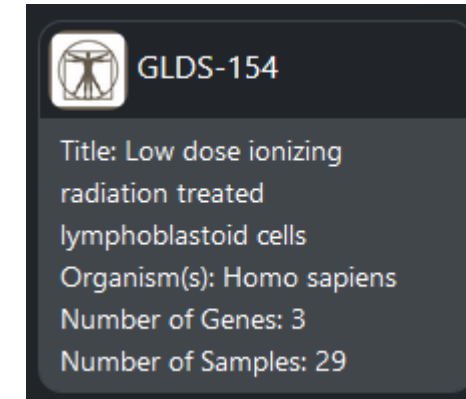 GLDS-154
Title: Low dose ionizing
radiation treated
lymphoblastoid cells
Organism(s): Homo sapiens
Number of Genes: 3
Number of Samples: 29